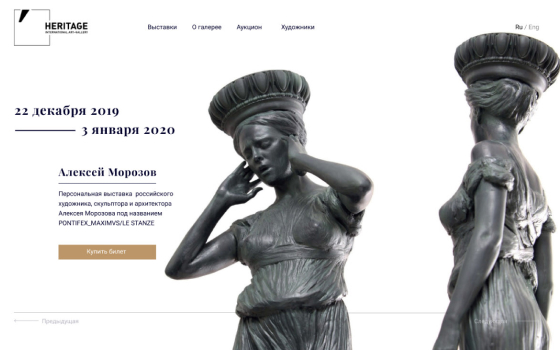 HERITAGE
INTERNATIONAL ART-GALLERY
Выставки О галерее Аукцион Художники
Ru / Eng
22 декабря 2019
3 января 2020
Алексей Морозов
Персональная выставка российского
художника, скульптора и архитектора
Алексея Морозова под названием
PONTIFEX_MAXIMVS/LE STANZE
Купить билет
Предыдущая